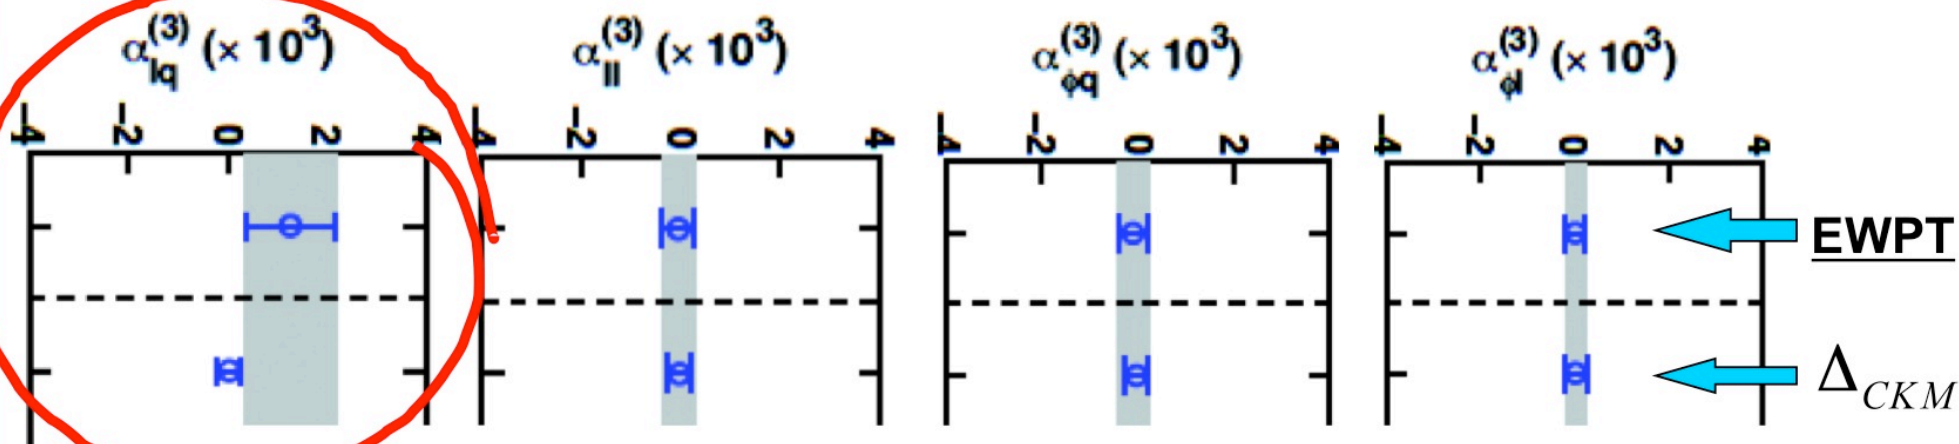 α_lq^(3) (× 10^3)
-4 -2 0 2 4
α_ll^(3) (× 10^3)
-4 -2 0 2 4
α_ϕq^(3) (× 10^3)
-4 -2 0 2 4
α_ϕl^(3) (× 10^3)
-4 -2 0 2 4
EWPT
Δ_CKM